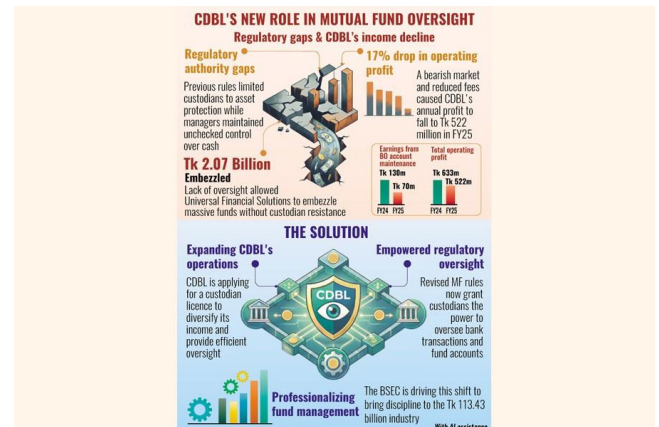 CDBL'S NEW ROLE IN MUTUAL FUND OVERSIGHT
Regulatory gaps & CDBL's income decline
Regulatory
authority gaps
Previous rules limited
custodians to asset
protection while
managers maintained
unchecked control
over cash
17% drop in operating
profit
A bearish market
and reduced fees
caused CDBL's
annual profit to
fall to Tk 522
million in FY25
Tk 2.07 Billion
Embezzled
Lack of oversight allowed
Universal Financial Solutions to embezzle
massive funds without custodian resistance
Earnings from
BO account
maintenance
Tk 130m
Tk 70m
FY24 FY25
Total operating
profit
Tk 633m
Tk 522m
FY24 FY25
THE SOLUTION
Expanding CDBL's
operations
CDBL is applying
for a custodian
licence to
diversify its
income and
provide efficient
oversight
CDBL
Empowered regulatory
oversight
Revised MF rules
now grant
custodians the
power to
oversee bank
transactions and
fund accounts
Professionalizing
fund management
The BSEC is driving this shift to
bring discipline to the Tk 113.43
billion industry
With AI assistance